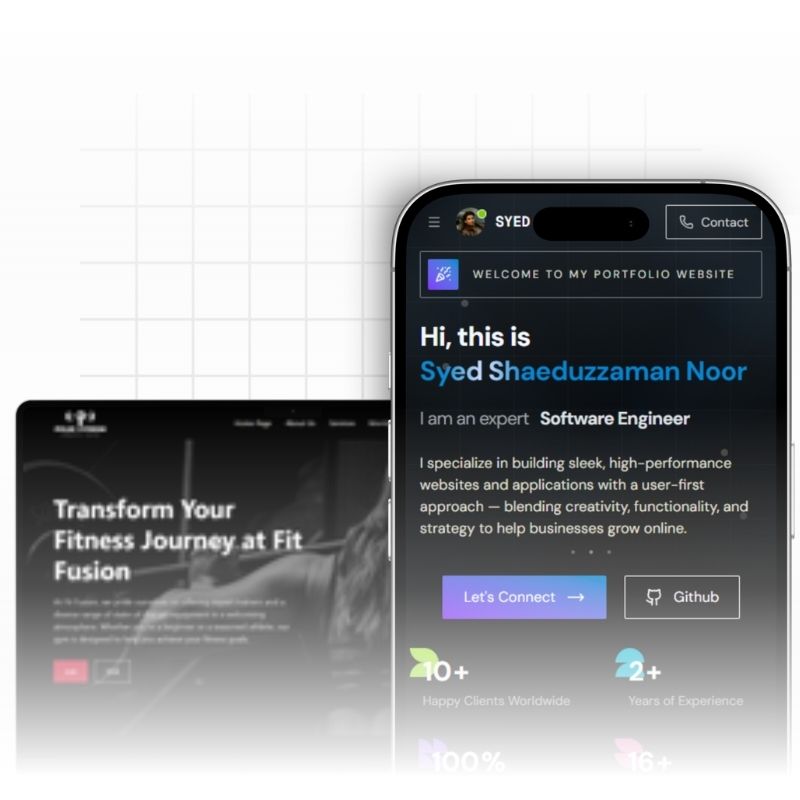 SYED
Contact
WELCOME TO MY PORTFOLIO WEBSITE
Hi, this is
Syed Shaeduzzaman Noor
I am an expert Software Engineer
I specialize in building sleek, high-performance
websites and applications with a user-first
approach — blending creativity, functionality, and
strategy to help businesses grow online.
Let's Connect
Github
10+
2+
Happy Clients Worldwide
Years of Experience
100%
16+
Home Page
About Us
Services
Transform Your
Fitness Journey at Fit
Fusion